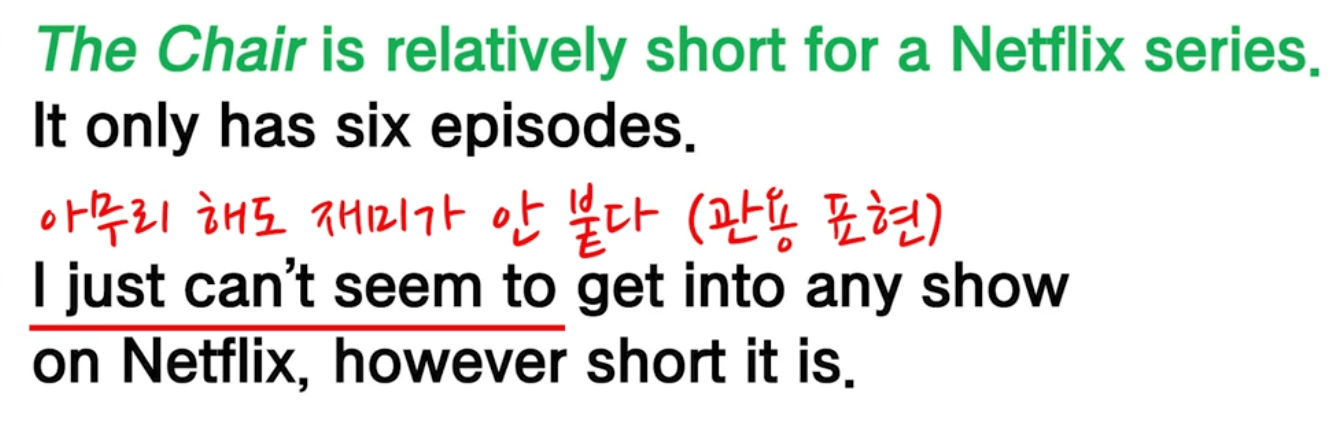 The Chair is relatively short for a Netflix series.
It only has six episodes.
아무리 해도 재미가 안 붙다 (관용 표현)
I just can't seem to get into any show
on Netflix, however short it is.